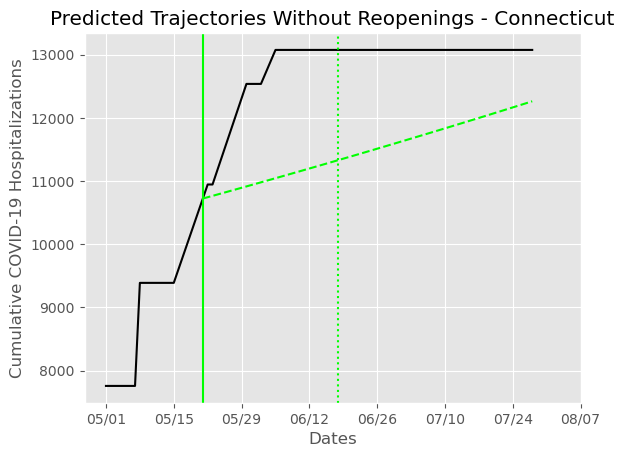 Predicted Trajectories Without Reopenings - Connecticut
Cumulative COVID-19 Hospitalizations
13000
12000
11000
10000
9000
8000
05/01 05/15 05/29 06/12 06/26 07/10 07/24 08/07
Dates